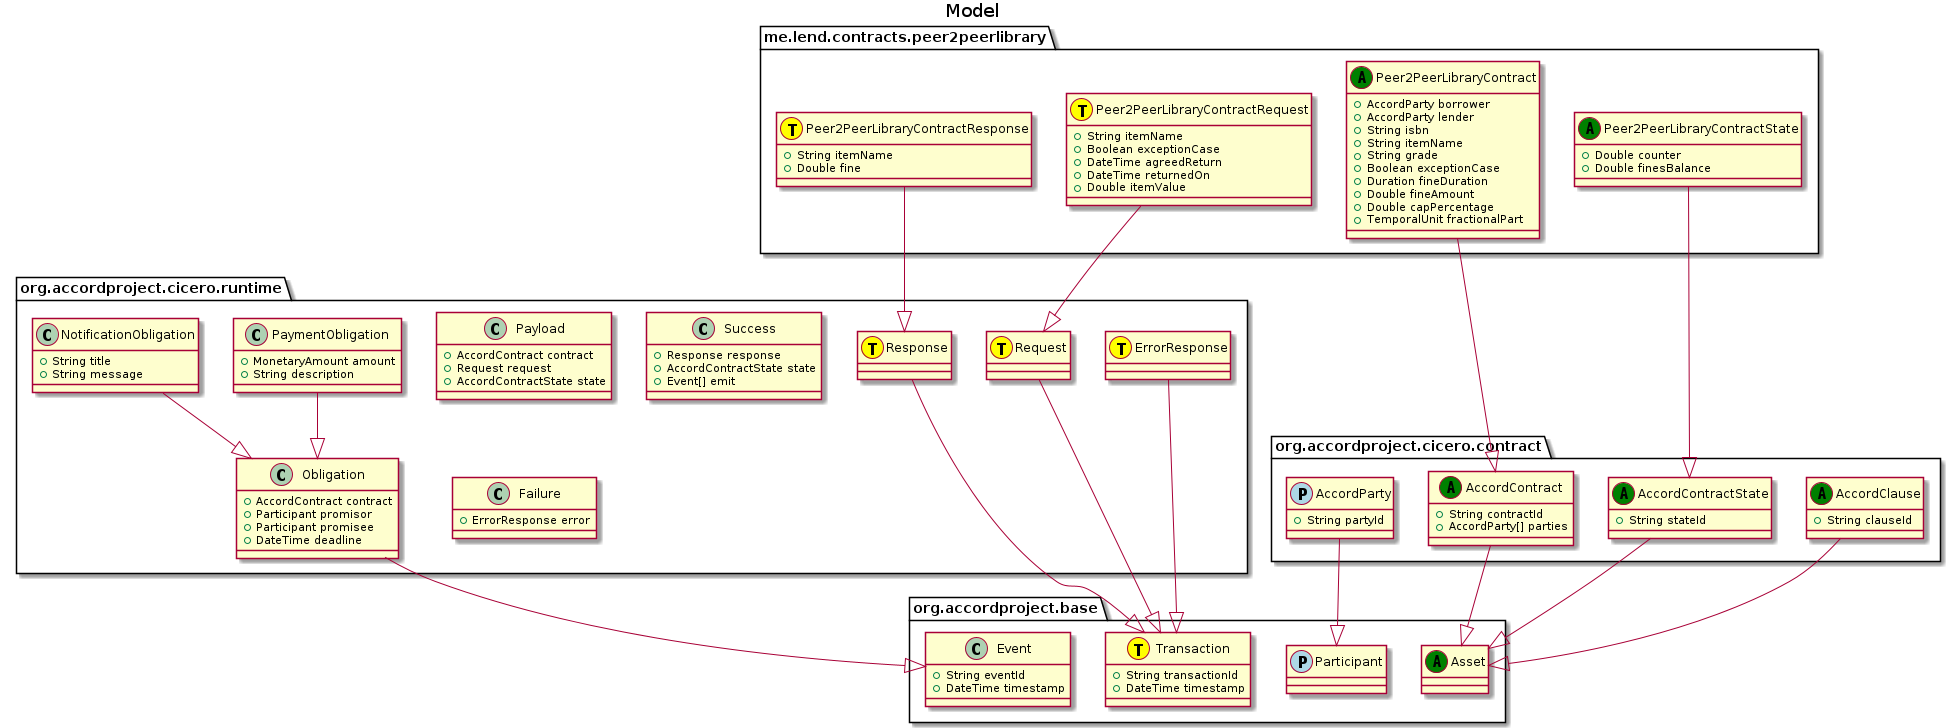 Model
me.lend.contracts.peer2peerlibrary
T Peer2PeerLibraryContractResponse
String itemName
Double fine
T Peer2PeerLibraryContractRequest
String itemName
Boolean exceptionCase
DateTime agreedReturn
DateTime returnedOn
Double itemValue
A Peer2PeerLibraryContract
AccordParty borrower
AccordParty lender
String isbn
String itemName
String grade
Boolean exceptionCase
Duration fineDuration
Double fineAmount
Double capPercentage
TemporalUnit fractionalPart
A Peer2PeerLibraryContractState
Double counter
Double finesBalance
org.accordproject.cicero.runtime
C NotificationObligation
String title
String message
C PaymentObligation
MonetaryAmount amount
String description
C Payload
AccordContract contract
Request request
AccordContractState state
C Success
Response response
AccordContractState state
Event[] emit
T Response
T Request
T ErrorResponse
C Obligation
AccordContract contract
Participant promisor
Participant promisee
DateTime deadline
C Failure
ErrorResponse error
org.accordproject.cicero.contract
P AccordParty
String partyId
A AccordContract
String contractId
AccordParty[] parties
A AccordContractState
String stateId
A AccordClause
String clauseId
org.accordproject.base
C Event
String eventId
DateTime timestamp
T Transaction
String transactionId
DateTime timestamp
P Participant
A Asset